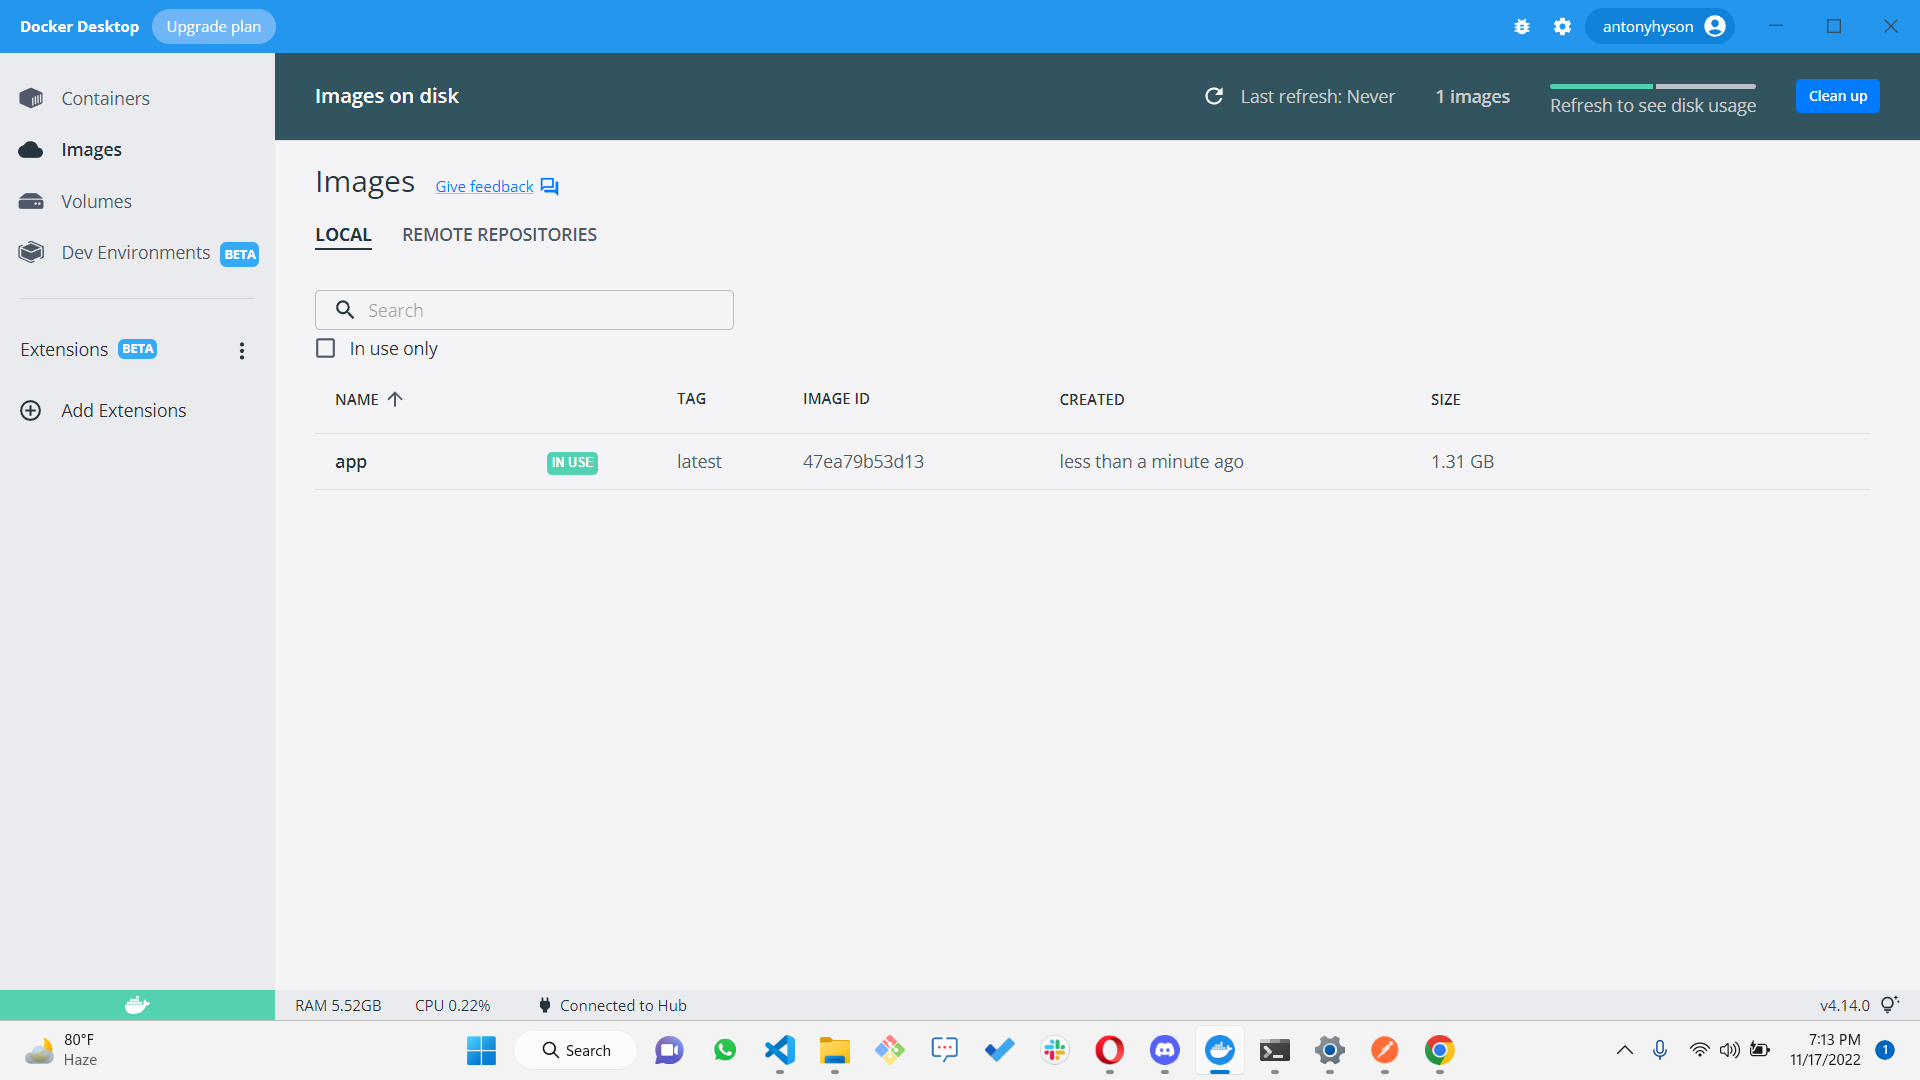 Docker Desktop Upgrade plan antonyhyson
Containers
Images
Volumes
Dev Environments BETA
Extensions BETA
Add Extensions
Images on disk Last refresh: Never 1 images Refresh to see disk usage Clean up
Images Give feedback
LOCAL REMOTE REPOSITORIES
Search
In use only
NAME TAG IMAGE ID CREATED SIZE
app IN USE latest 47ea79b53d13 less than a minute ago 1.31 GB
RAM 5.52GB CPU 0.22% Connected to Hub v4.14.0
80°F
Haze
Search
7:13 PM
11/17/2022
1